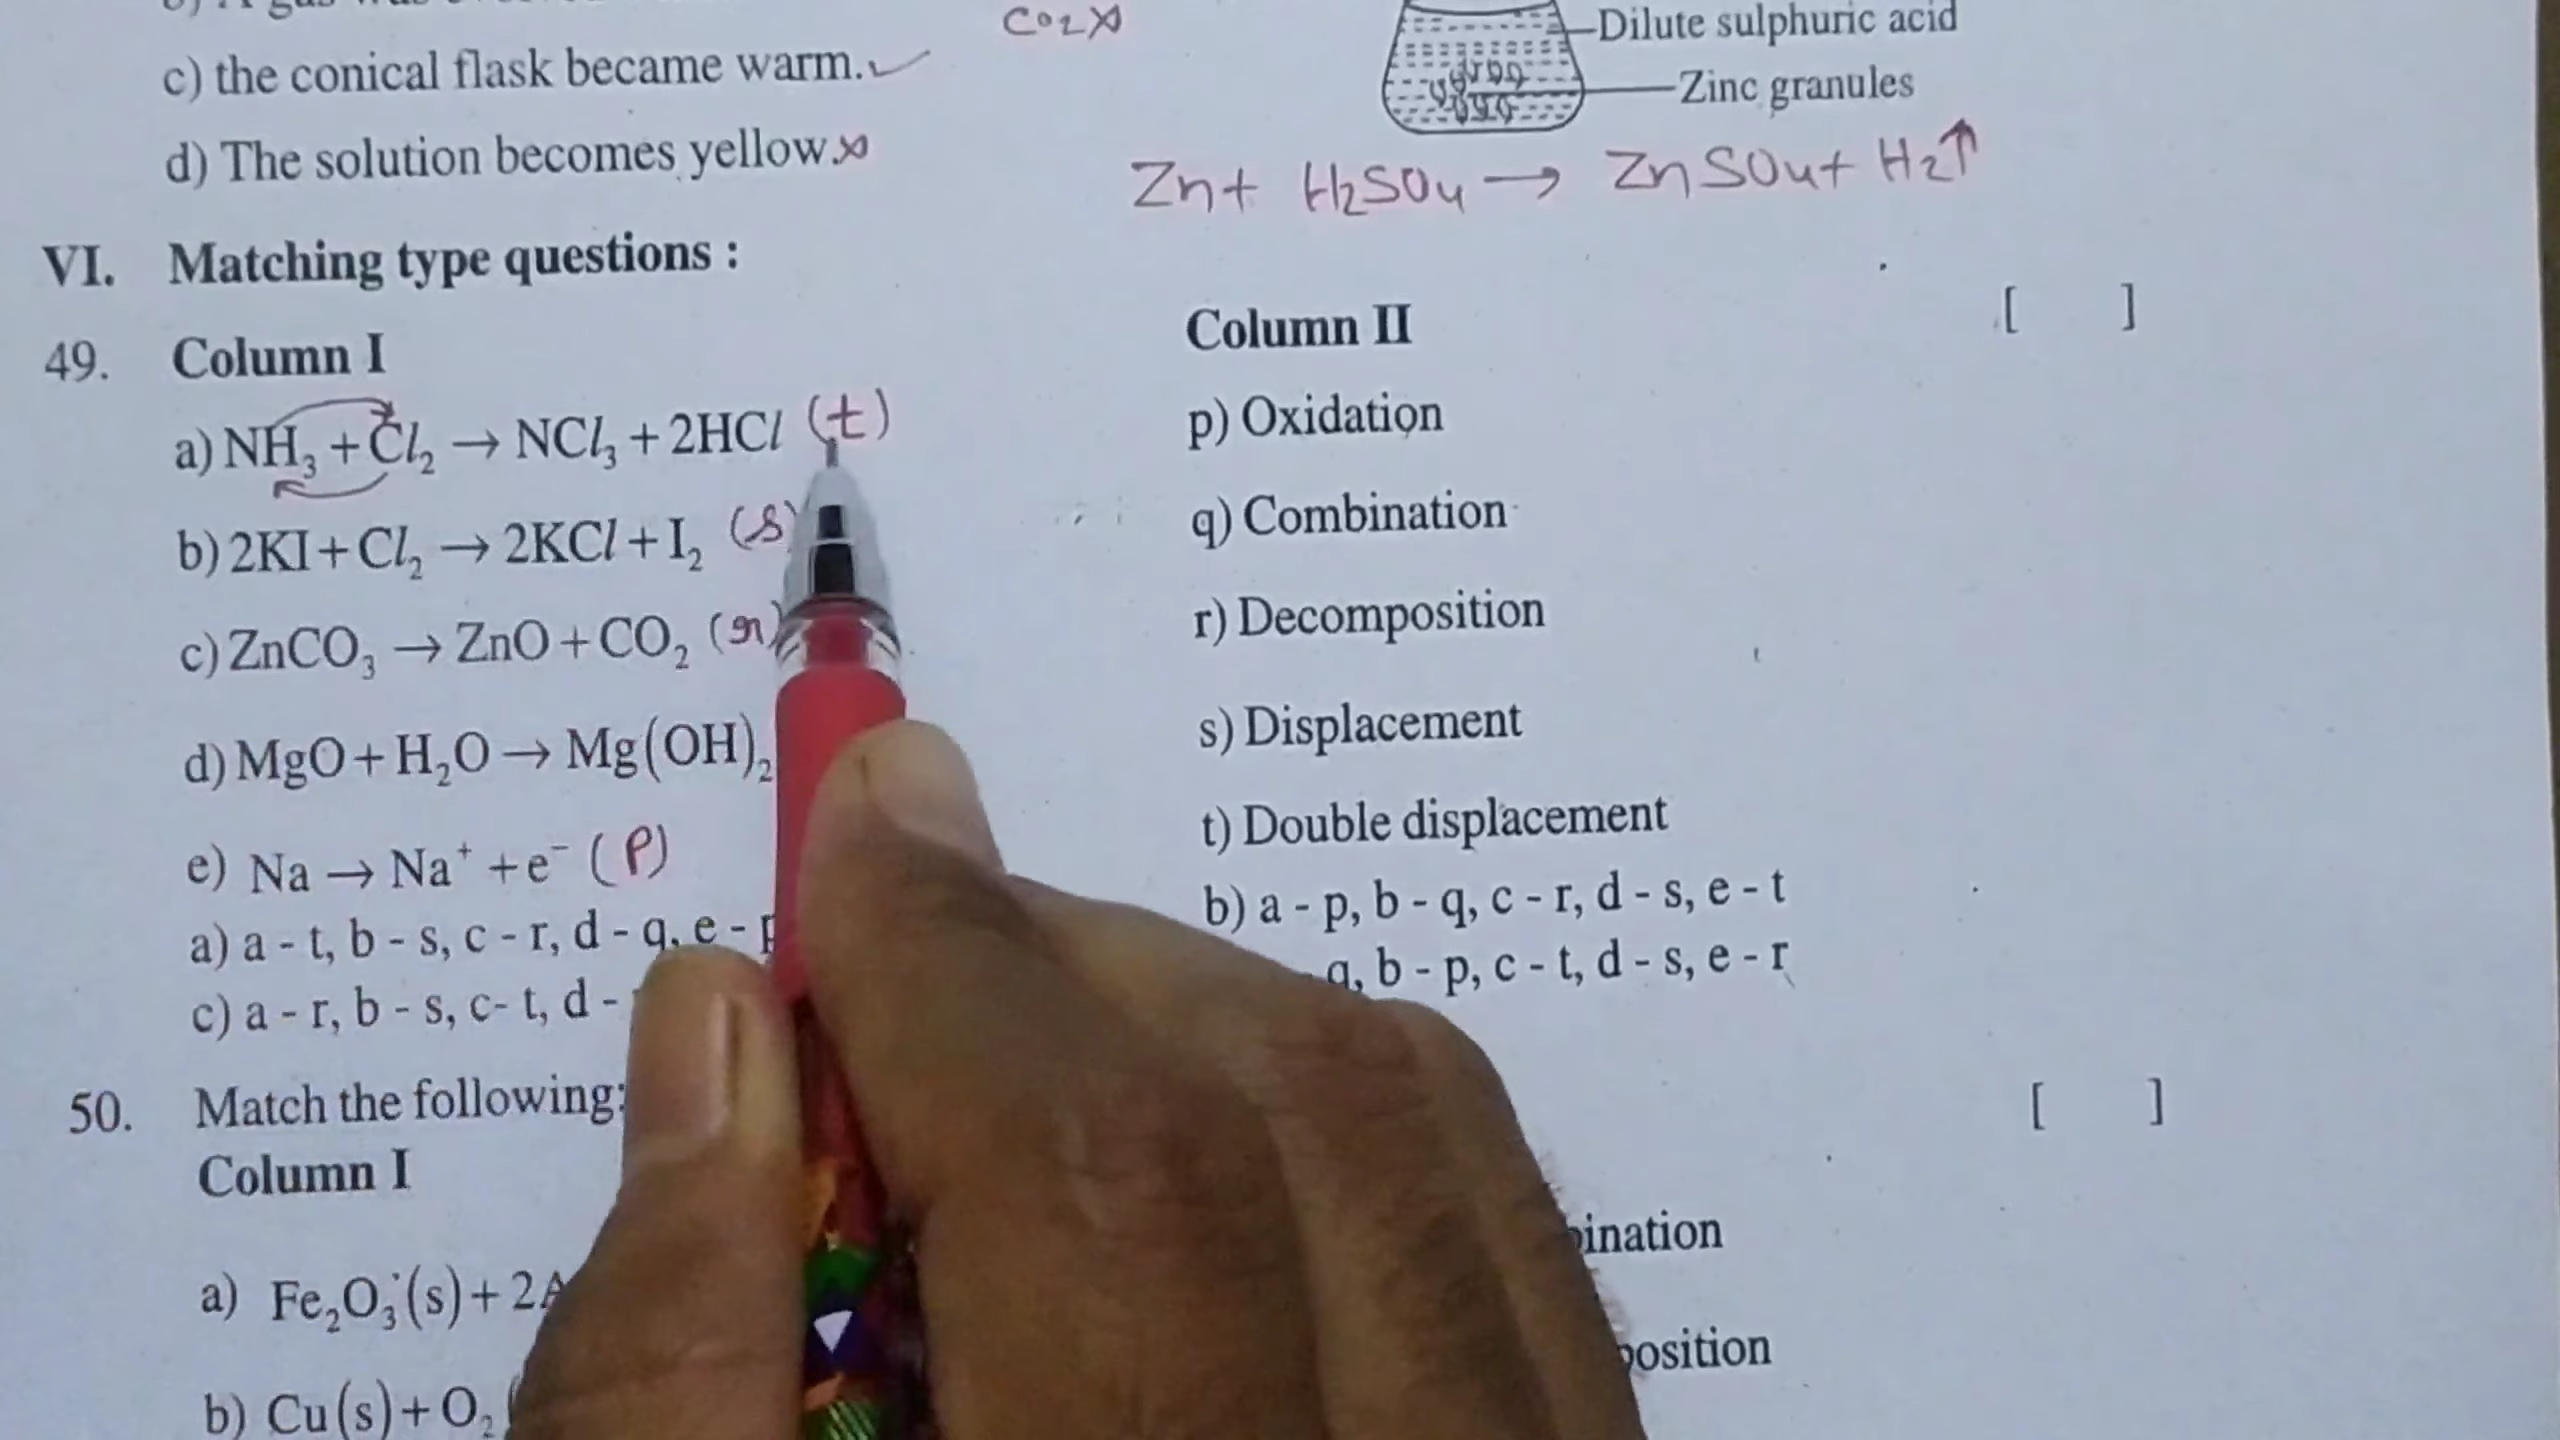 CO2 X
Dilute sulphuric acid
c) the conical flask became warm. ✓
Zinc granules
d) The solution becomes yellow. x
Zn + H2SO4 → ZnSO4 + H2↑
VI. Matching type questions :
49. Column I
Column II [ ]
a) NH₃ + Cl₂ → NCl₃ + 2HCl (t)
p) Oxidation
b) 2KI + Cl₂ → 2KCl + I₂ (s)
q) Combination
c) ZnCO₃ → ZnO + CO₂ (r)
r) Decomposition
d) MgO + H₂O → Mg(OH)₂
s) Displacement
e) Na → Na⁺ + e⁻ (P)
t) Double displacement
a) a - t, b - s, c - r, d - q, e - p
b) a - p, b - q, c - r, d - s, e - t
c) a - r, b - s, c- t, d -
q, b - p, c - t, d - s, e - r
50. Match the following: [ ]
Column I
a) Fe₂O₃(s) + 2A
b) Cu(s) + O₂